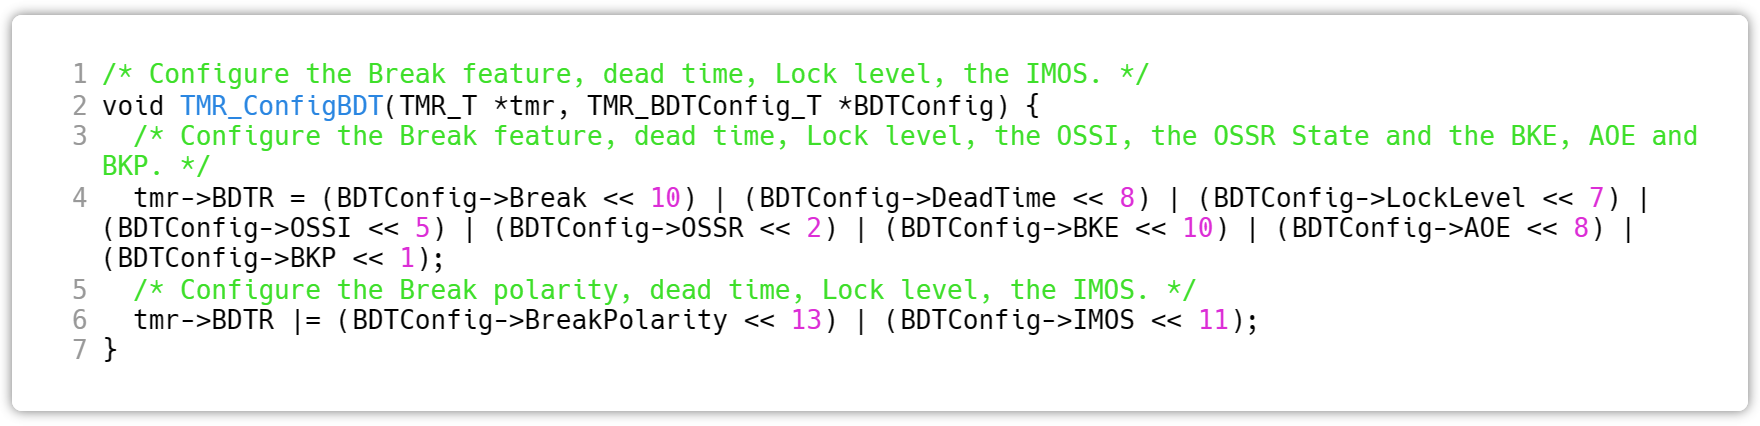 1 /* Configure the Break feature, dead time, Lock level, the IMOS. */
2 void TMR_ConfigBDT(TMR_T *tmr, TMR_BDTConfig_T *BDTConfig) {
3   /* Configure the Break feature, dead time, Lock level, the OSSI, the OSSR State and the BKE, AOE and
BKP. */
4   tmr->BDTR = (BDTConfig->Break << 10) | (BDTConfig->DeadTime << 8) | (BDTConfig->LockLevel << 7) |
(BDTConfig->OSSI << 5) | (BDTConfig->OSSR << 2) | (BDTConfig->BKE << 10) | (BDTConfig->AOE << 8) |
(BDTConfig->BKP << 1);
5   /* Configure the Break polarity, dead time, Lock level, the IMOS. */
6   tmr->BDTR |= (BDTConfig->BreakPolarity << 13) | (BDTConfig->IMOS << 11);
7 }